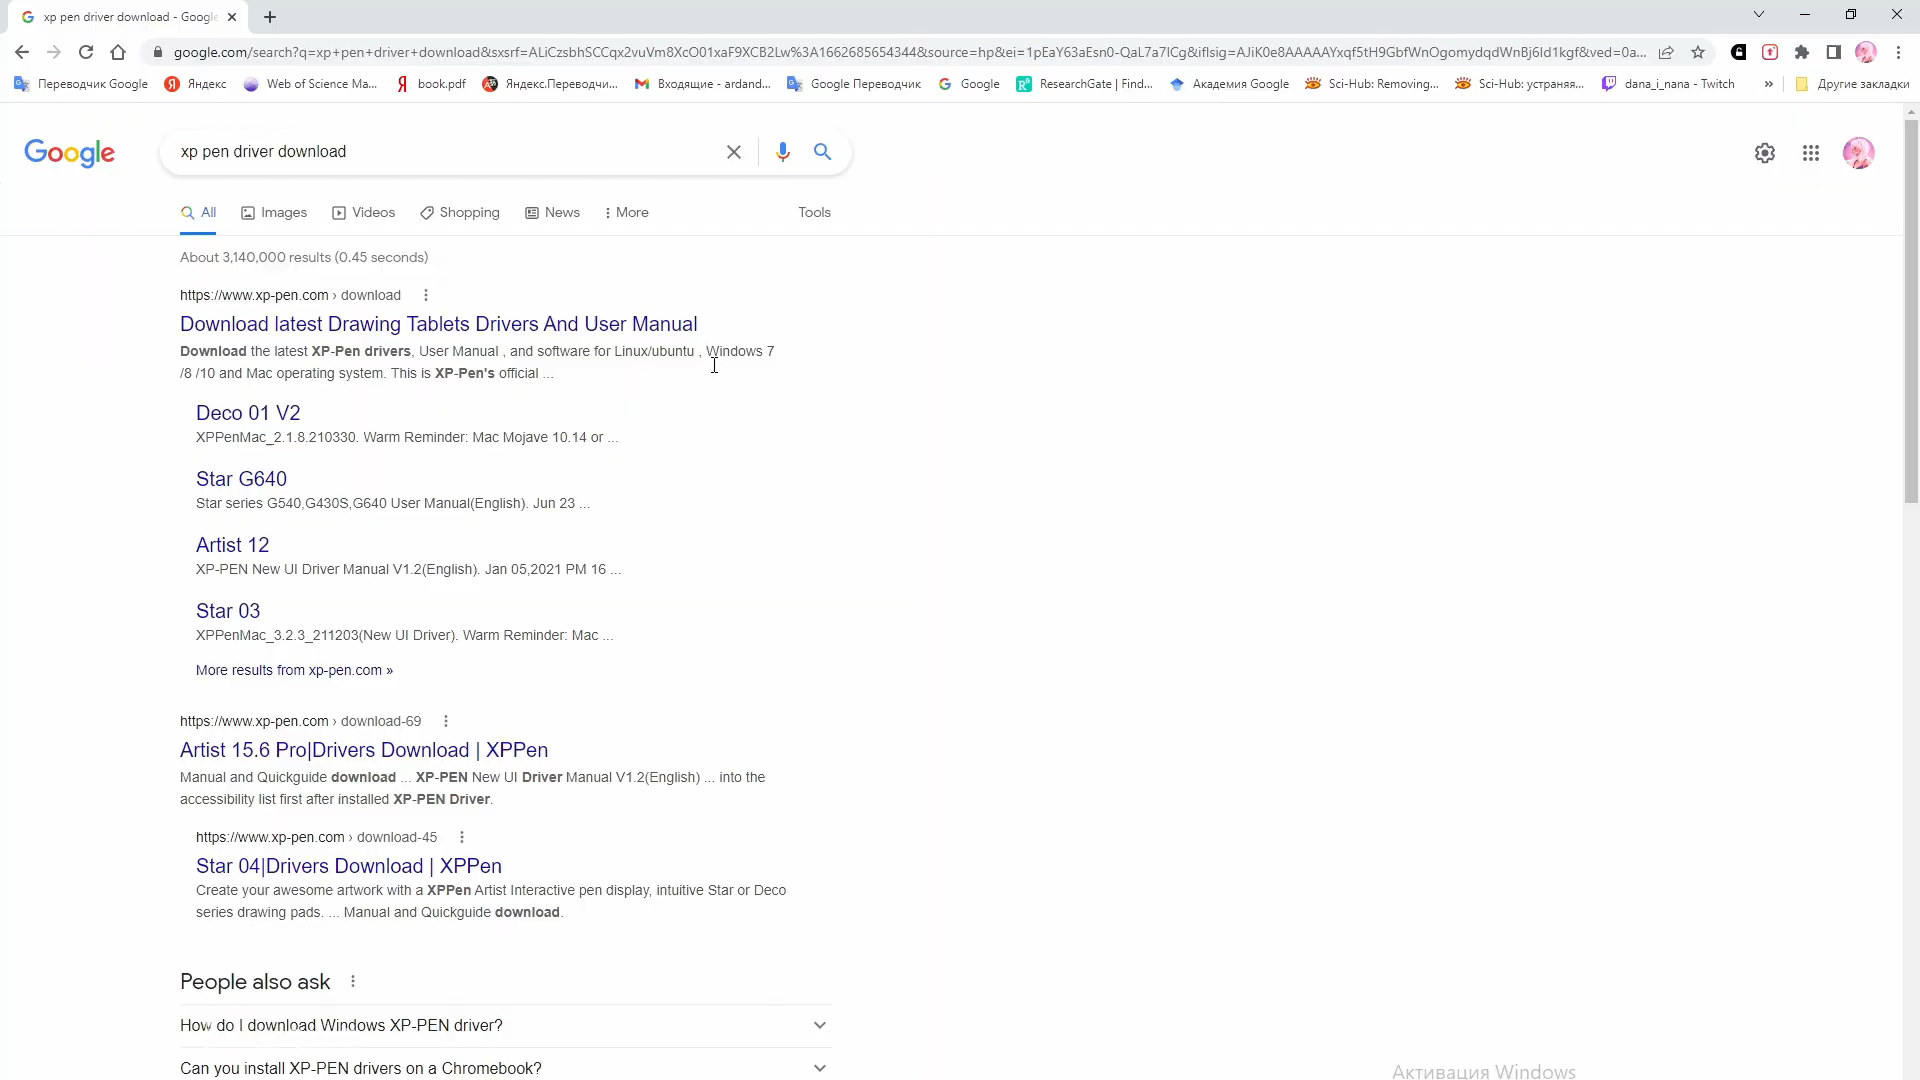 xp pen driver download - Google
google.com/search?q=xp+pen+driver+download&sxsrf=ALiCzsbhSCCqx2vuVm8XcO01xaF9XCB2Lw%3A1662685654344&source=hp&ei=1pEaY63aEsn0-QaL7a7ICg&iflsig=AJiK0e8AAAAAYxqf5tH9GbfWnOgomydqdWnBj6Id1kgf&ved=0a...
Переводчик Google Яндекс Web of Science Ma... book.pdf Яндекс.Переводчи... Входящие - ardand... Google Переводчик Google ResearchGate | Find... Академия Google Sci-Hub: Removing... Sci-Hub: устраняя... dana_i_nana - Twitch » Другие закладки
Google
xp pen driver download
All Images Videos Shopping News More Tools
About 3,140,000 results (0.45 seconds)
https://www.xp-pen.com › download
Download latest Drawing Tablets Drivers And User Manual
Download the latest XP-Pen drivers, User Manual , and software for Linux/ubuntu , Windows 7
/8 /10 and Mac operating system. This is XP-Pen's official ...
Deco 01 V2
XPPenMac_2.1.8.210330. Warm Reminder: Mac Mojave 10.14 or ...
Star G640
Star series G540,G430S,G640 User Manual(English). Jun 23 ...
Artist 12
XP-PEN New UI Driver Manual V1.2(English). Jan 05,2021 PM 16 ...
Star 03
XPPenMac_3.2.3_211203(New UI Driver). Warm Reminder: Mac ...
More results from xp-pen.com »
https://www.xp-pen.com › download-69
Artist 15.6 Pro|Drivers Download | XPPen
Manual and Quickguide download ... XP-PEN New UI Driver Manual V1.2(English) ... into the
accessibility list first after installed XP-PEN Driver.
https://www.xp-pen.com › download-45
Star 04|Drivers Download | XPPen
Create your awesome artwork with a XPPen Artist Interactive pen display, intuitive Star or Deco
series drawing pads. ... Manual and Quickguide download.
People also ask
How do I download Windows XP-PEN driver?
Can you install XP-PEN drivers on a Chromebook?
Активация Windows